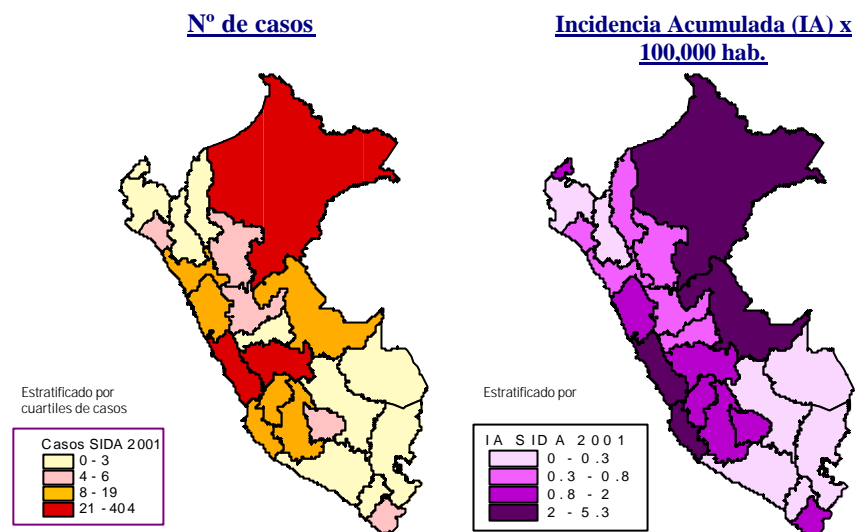 Nº de casos
Incidencia Acumulada (IA) x
100,000 hab.
Estratificado por
cuartiles de casos
Casos SIDA 2001
0 - 3
4 - 6
8 - 19
21 - 404
Estratificado por
IA SIDA 2001
0 - 0.3
0.3 - 0.8
0.8 - 2
2 - 5.3